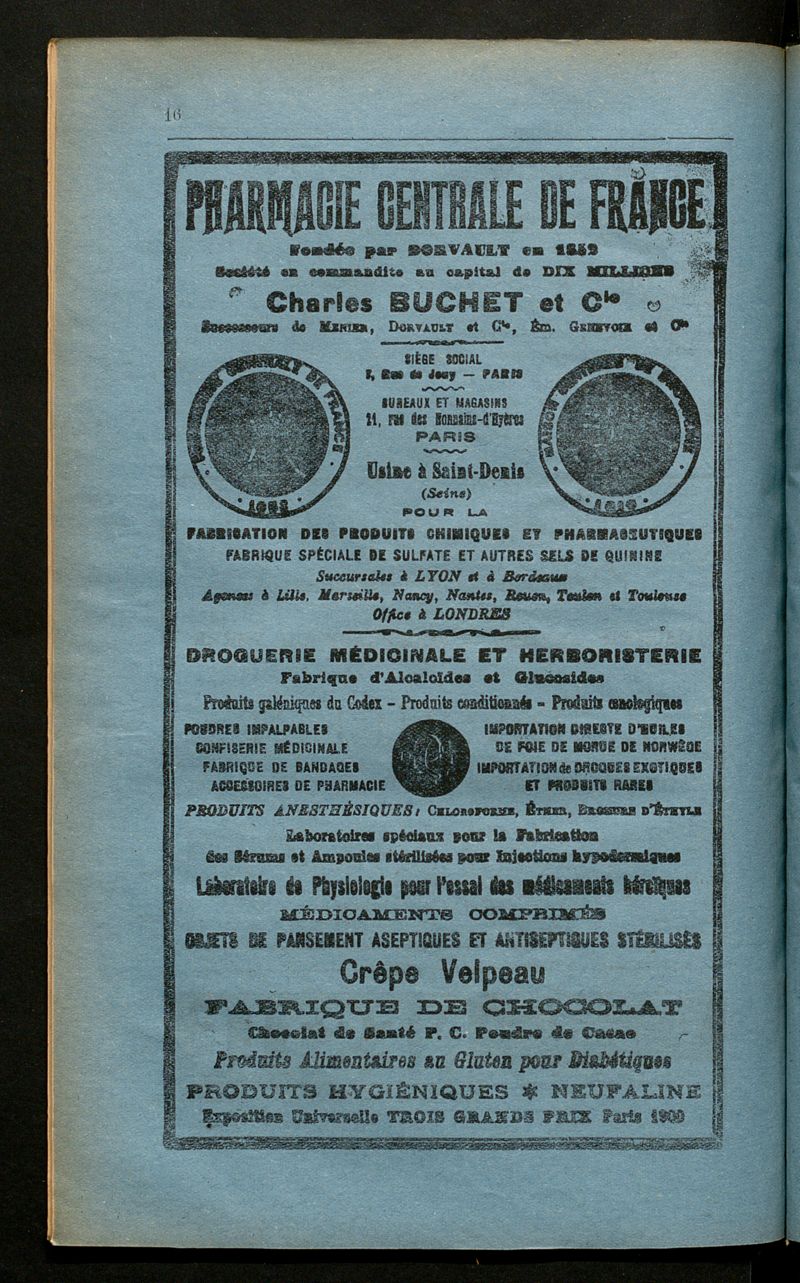 16
PHARMACIE CENTRALE DE FRANCE
Fondée par DORVAULT en 1852
Société en commandite au capital de DIX MILLIONS
Charles BUCHET et Cie
Successeurs de MENIER, DORVAULT et Cie, Ém. GENEVOIX et Cie
PHARMACIE CENTRALE DE FRANCE
1852
SIÈGE SOCIAL
7, Rue de Jouy — PARIS
BUREAUX ET MAGASINS
21, rue des Nonnains-d'Hyères
PARIS
Usine à Saint-Denis
(Seine)
POUR LA
MAISON
FABRICATION DES PRODUITS CHIMIQUES ET PHARMACEUTIQUES
FABRIQUE SPÉCIALE DE SULFATE ET AUTRES SELS DE QUININE
Succursales à LYON et à Bordeaux
Agences à Lille, Marseille, Nancy, Nantes, Rouen, Toulon et Toulouse
Office à LONDRES
DROGUERIE MÉDICINALE ET HERBORISTERIE
Fabrique d'Alcaloïdes et Glucosides
Produits galéniques du Codex - Produits conditionnés - Produits œnologiques
POUDRES IMPALPABLES
CONFISERIE MÉDICINALE
FABRIQUE DE BANDAGES
ACCESSOIRES DE PHARMACIE
IMPORTATION DIRECTE D'HUILES
DE FOIE DE MORUE DE NORWÈGE
IMPORTATION de DROGUES EXOTIQUES
ET PRODUITS RARES
PRODUITS ANESTHÉSIQUES : CHLOROFORME, ÉTHER, BROMURE D'ÉTHYLE
Laboratoires spéciaux pour la Fabrication
des Sérums et Ampoules stérilisées pour Injections hypodermiques
Laboratoire de Physiologie pour l'essai des médicaments héroïques
MÉDICAMENTS COMPRIMÉS
OBJETS DE PANSEMENT ASEPTIQUES ET ANTISEPTIQUES STÉRILISÉS
Crêpe Velpeau
FABRIQUE DE CHOCOLAT
Chocolat de Santé P. C. Poudre de Cacao
Produits Alimentaires au Gluten pour Diabétiques
PRODUITS HYGIÉNIQUES * NEUFALINE
Exposition Universelle TROIS GRANDS PRIX Paris 1900